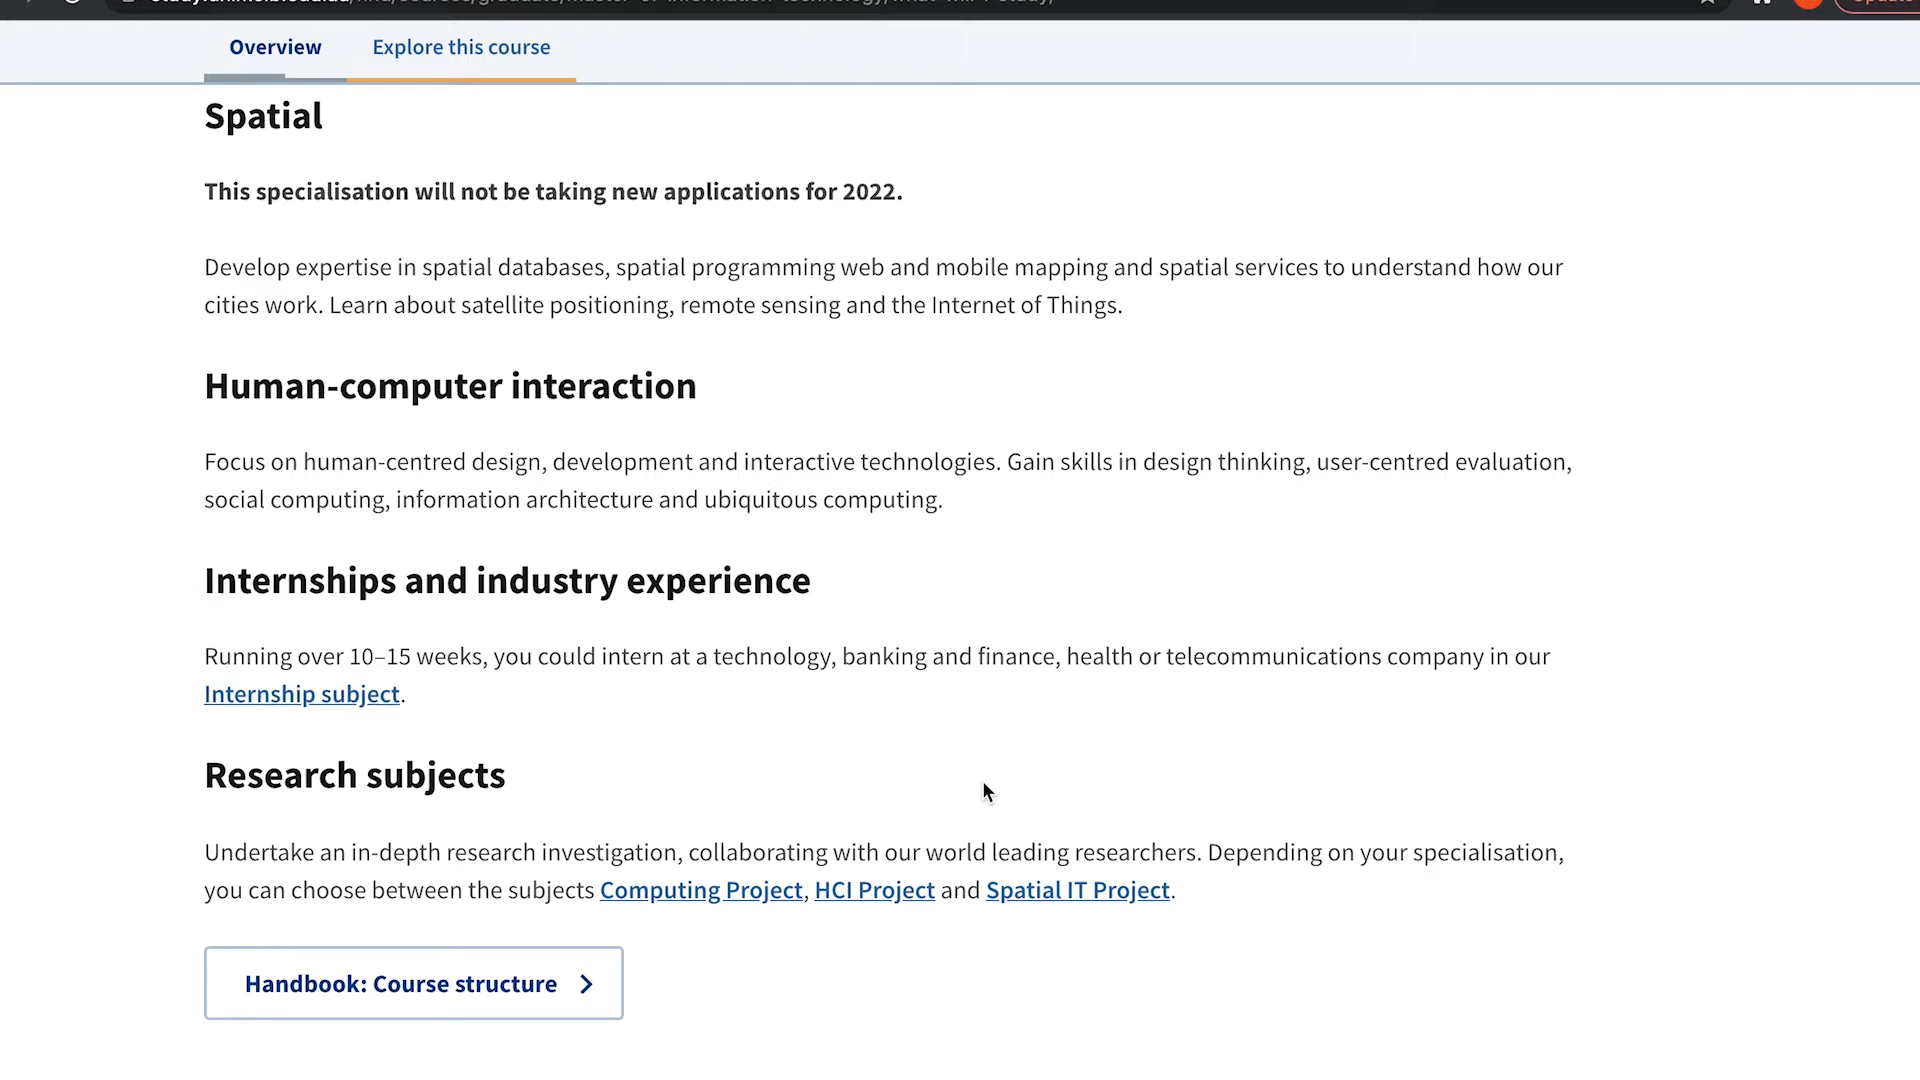 Overview Explore this course
Spatial
This specialisation will not be taking new applications for 2022.
Develop expertise in spatial databases, spatial programming web and mobile mapping and spatial services to understand how our
cities work. Learn about satellite positioning, remote sensing and the Internet of Things.
Human-computer interaction
Focus on human-centred design, development and interactive technologies. Gain skills in design thinking, user-centred evaluation,
social computing, information architecture and ubiquitous computing.
Internships and industry experience
Running over 10–15 weeks, you could intern at a technology, banking and finance, health or telecommunications company in our
Internship subject.
Research subjects
Undertake an in-depth research investigation, collaborating with our world leading researchers. Depending on your specialisation,
you can choose between the subjects Computing Project, HCI Project and Spatial IT Project.
Handbook: Course structure